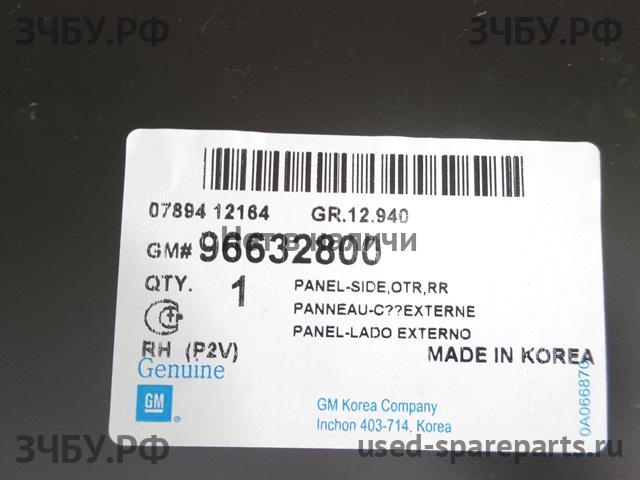 ЗЧБУ.РФ
ЗЧБУ.РФ
07894 12164 GR.12.940
Нет в наличи
GM# 96632800
QTY. 1
PANEL-SIDE,OTR,RR
PANNEAU-C??EXTERNE
PANEL-LADO EXTERNO
RH (P2V)
MADE IN KOREA
Genuine
GM
GM Korea Company
Inchon 403-714, Korea
0A066870
ЗЧБУ.РФ
used-spareparts.ru